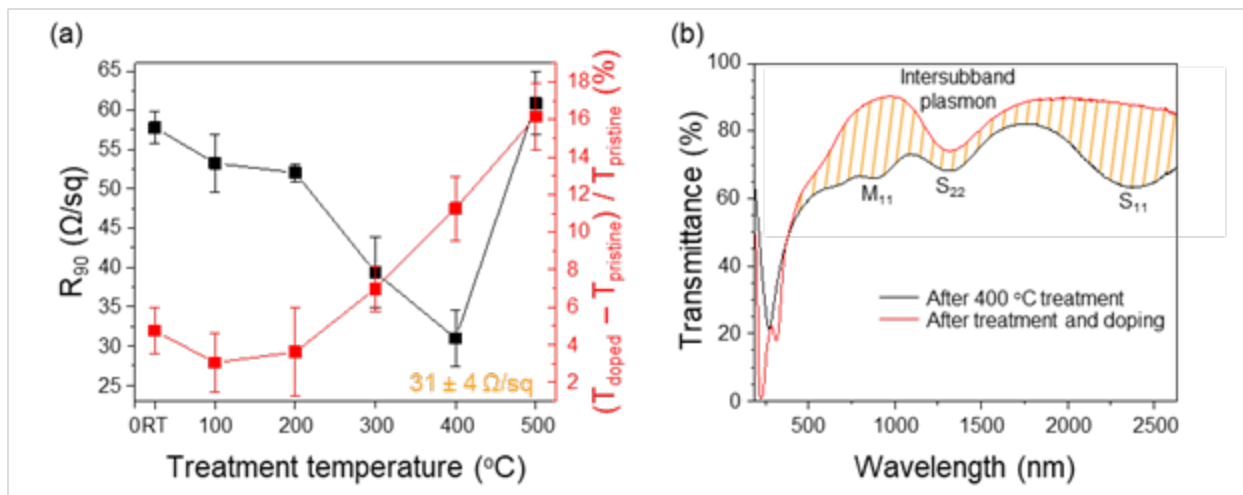 (a)
65
60
55
50
45
40
35
30
25
R90 (Ω/sq)
0RT 100 200 300 400 500
Treatment temperature (°C)
31 ± 4 Ω/sq
18
16
14
12
10
8
6
4
2
(Tdoped – Tpristine) / Tpristine (%)
(b)
100
80
60
40
20
0
Transmittance (%)
Intersubband
plasmon
M11
S22
S11
After 400 °C treatment
After treatment and doping
500 1000 1500 2000 2500
Wavelength (nm)